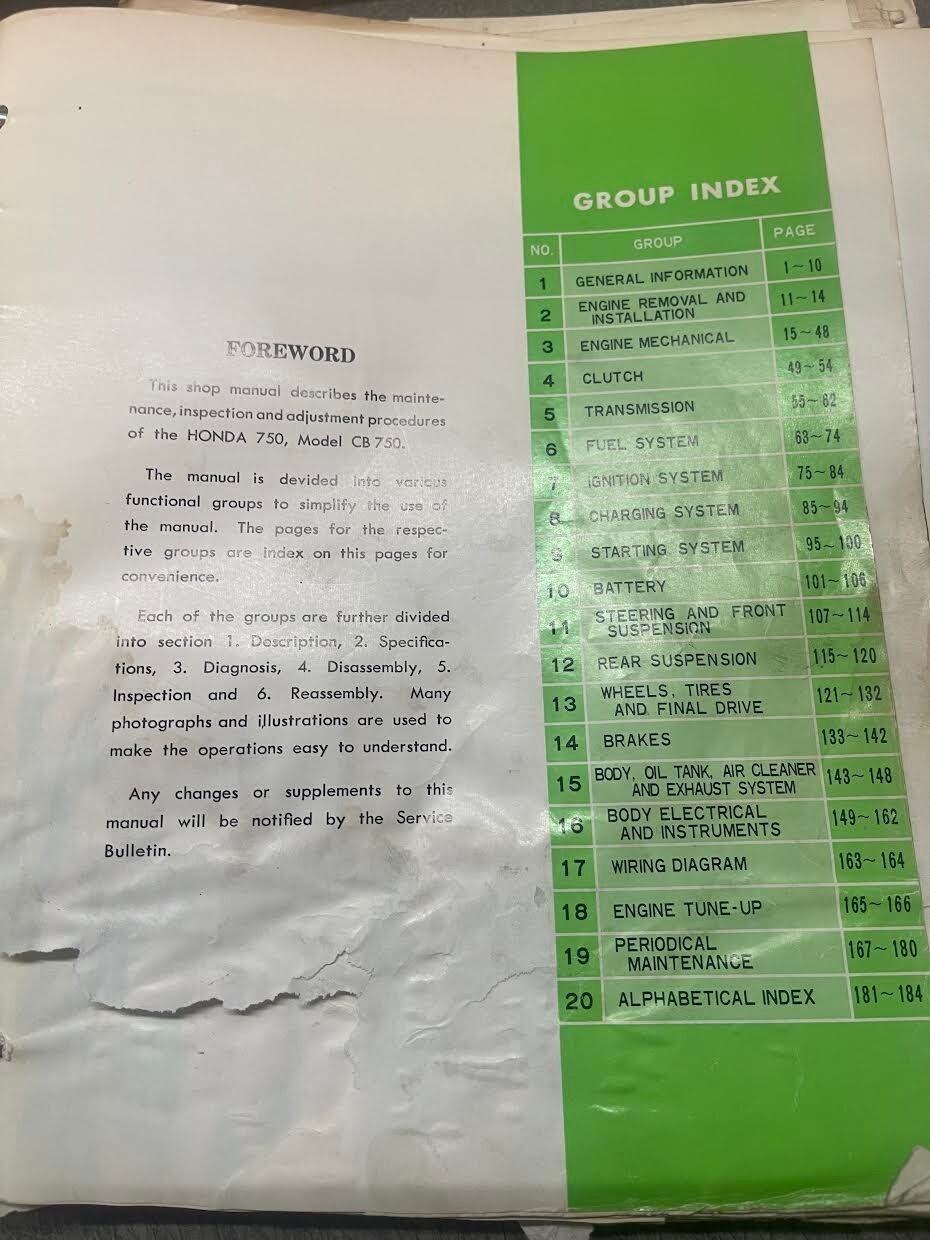 FOREWORD
This shop manual describes the mainte-
nance, inspection and adjustment procedures
of the HONDA 750, Model CB 750.
The manual is devided into various
functional groups to simplify the use of
the manual. The pages for the respec-
tive groups are index on this pages for
convenience.
Each of the groups are further divided
into section 1. Description, 2. Specifica-
tions, 3. Diagnosis, 4. Disassembly, 5.
Inspection and 6. Reassembly. Many
photographs and illustrations are used to
make the operations easy to understand.
Any changes or supplements to this
manual will be notified by the Service
Bulletin.
GROUP INDEX
NO. GROUP PAGE
1 GENERAL INFORMATION 1~10
2 ENGINE REMOVAL AND
INSTALLATION 11~14
3 ENGINE MECHANICAL 15~48
4 CLUTCH 49~54
5 TRANSMISSION 55~62
6 FUEL SYSTEM 63~74
7 IGNITION SYSTEM 75~84
8 CHARGING SYSTEM 85~94
9 STARTING SYSTEM 95~100
10 BATTERY 101~106
11 STEERING AND FRONT
SUSPENSION 107~114
12 REAR SUSPENSION 115~120
13 WHEELS, TIRES
AND FINAL DRIVE 121~132
14 BRAKES 133~142
15 BODY, OIL TANK, AIR CLEANER
AND EXHAUST SYSTEM 143~148
16 BODY ELECTRICAL
AND INSTRUMENTS 149~162
17 WIRING DIAGRAM 163~164
18 ENGINE TUNE-UP 165~166
19 PERIODICAL
MAINTENANCE 167~180
20 ALPHABETICAL INDEX 181~184